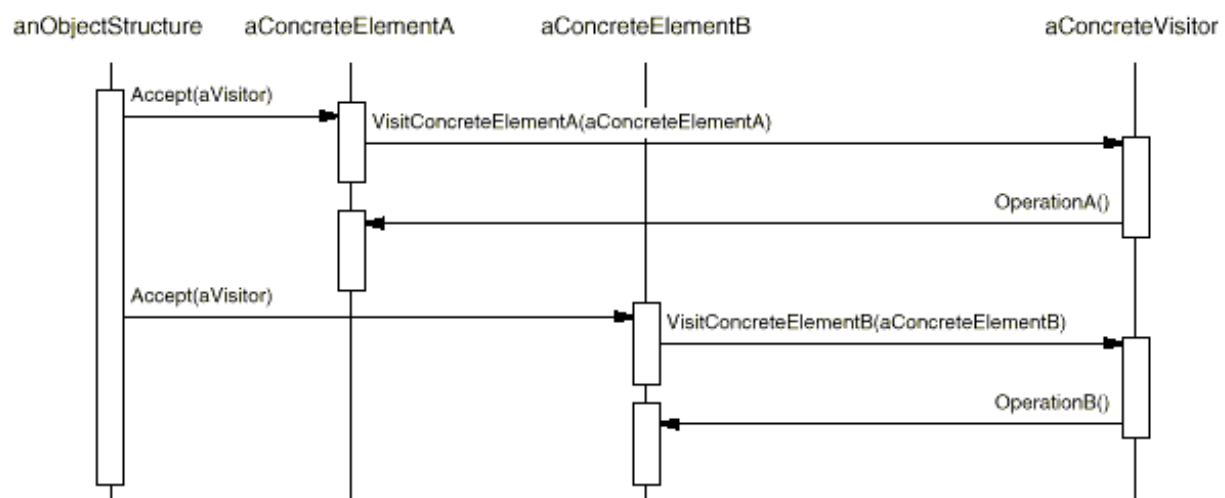 anObjectStructure aConcreteElementA aConcreteElementB aConcreteVisitor
Accept(aVisitor)
VisitConcreteElementA(aConcreteElementA)
OperationA()
Accept(aVisitor)
VisitConcreteElementB(aConcreteElementB)
OperationB()